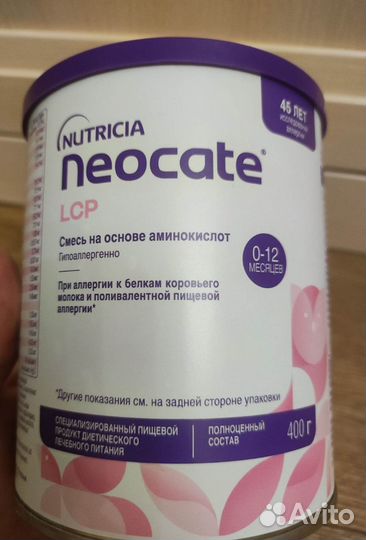 45 ЛЕТ
исследований
аллергии
NUTRICIA
neocate®
LCP
Смесь на основе аминокислот
Гипоаллергенно
0-12
МЕСЯЦЕВ
При аллергии к белкам коровьего
молока и поливалентной пищевой
аллергии*
*Другие показания см. на задней стороне упаковки
СПЕЦИАЛИЗИРОВАННЫЙ ПИЩЕВОЙ
ПРОДУКТ ДИЕТИЧЕСКОГО
ЛЕЧЕБНОГО ПИТАНИЯ
ПОЛНОЦЕННЫЙ
СОСТАВ
400 г
Avito